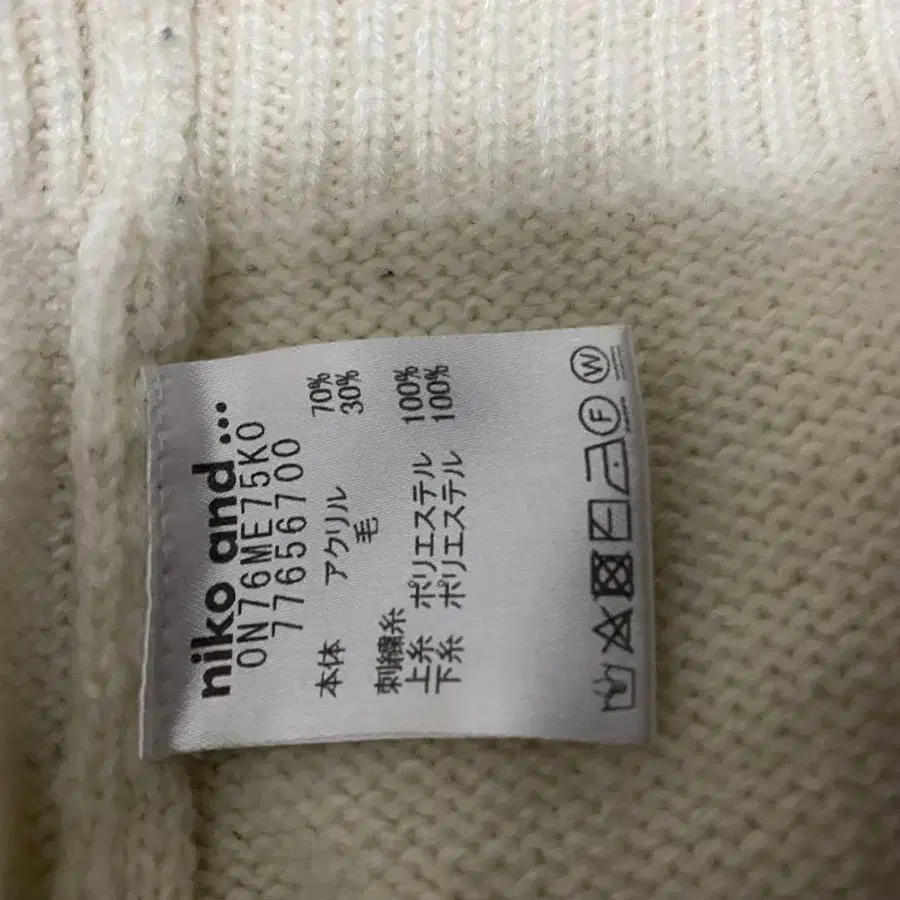 niko and ...
0N76ME75K0
77656700
本体 アクリル 70%
毛 30%
刺繍糸
上糸 ポリエステル 100%
下糸 ポリエステル 100%
F W